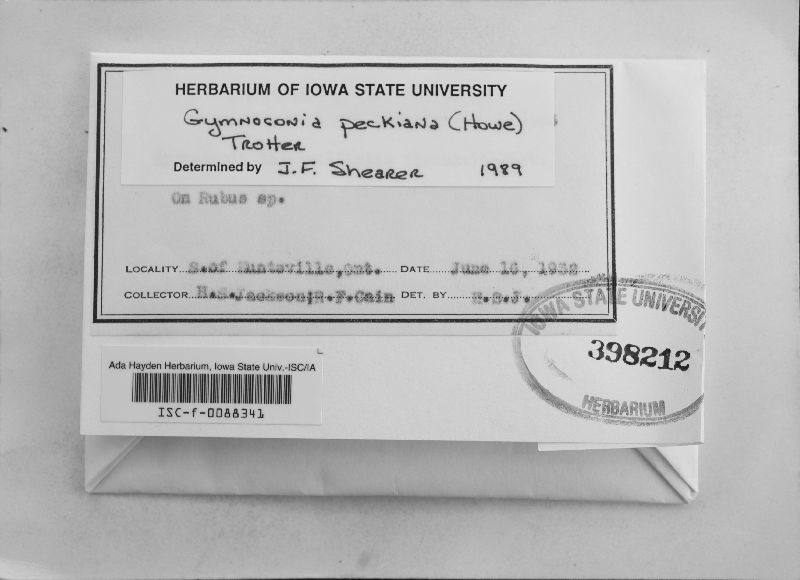 HERBARIUM OF IOWA STATE UNIVERSITY
Gymnoconia peckiana (Howe)
Trotter
Determined by J.F. Shearer 1989
On Rubus sp.
LOCALITY S.of Huntsville,Ont. DATE June 16, 1932
COLLECTOR H.S.Jackson;R.F.Cain DET. BY H.S.J.
IOWA STATE UNIVERSITY
398212
HERBARIUM
Ada Hayden Herbarium, Iowa State Univ.-ISC/IA
ISC-f-0088341